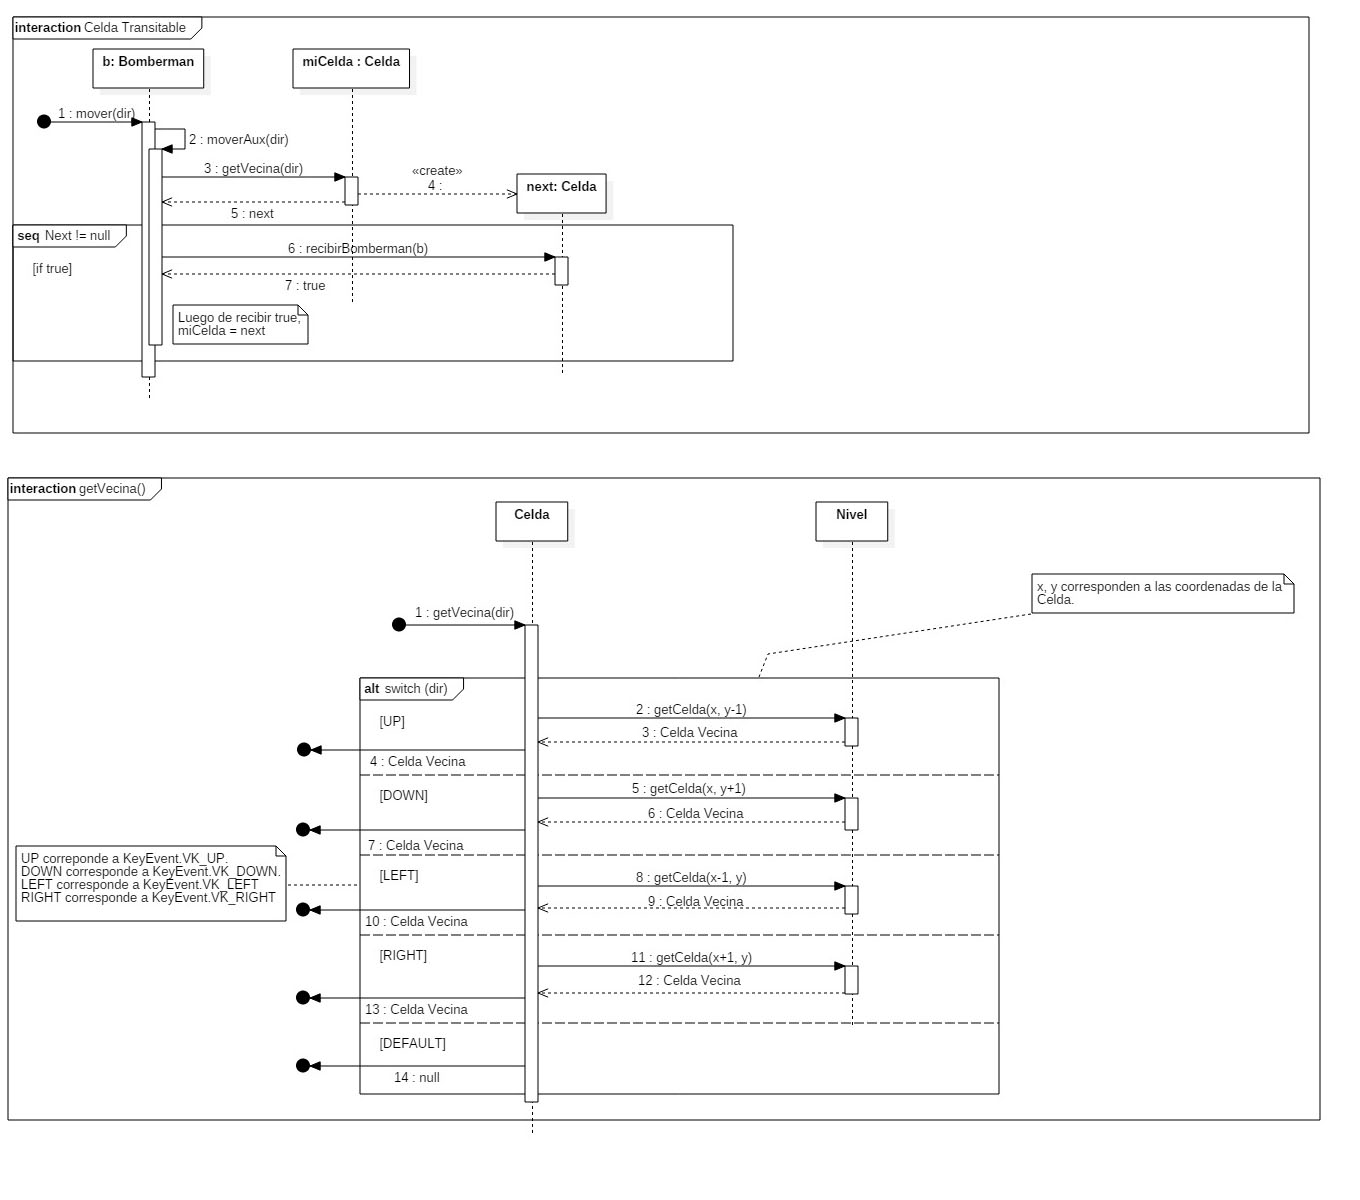 interaction Celda Transitable
b: Bomberman
miCelda : Celda
1 : mover(dir)
2 : moverAux(dir)
3 : getVecina(dir)
«create»
4 :
next: Celda
5 : next
seq Next != null
6 : recibirBomberman(b)
[if true]
7 : true
Luego de recibir true,
miCelda = next
interaction getVecina()
Celda
Nivel
x, y corresponden a las coordenadas de la
Celda.
1 : getVecina(dir)
alt switch (dir)
[UP]
2 : getCelda(x, y-1)
3 : Celda Vecina
4 : Celda Vecina
[DOWN]
5 : getCelda(x, y+1)
6 : Celda Vecina
7 : Celda Vecina
UP correponde a KeyEvent.VK_UP.
DOWN corresponde a KeyEvent.VK_DOWN.
LEFT corresponde a KeyEvent.VK_LEFT
RIGHT corresponde a KeyEvent.VK_RIGHT
[LEFT]
8 : getCelda(x-1, y)
9 : Celda Vecina
10 : Celda Vecina
[RIGHT]
11 : getCelda(x+1, y)
12 : Celda Vecina
13 : Celda Vecina
[DEFAULT]
14 : null